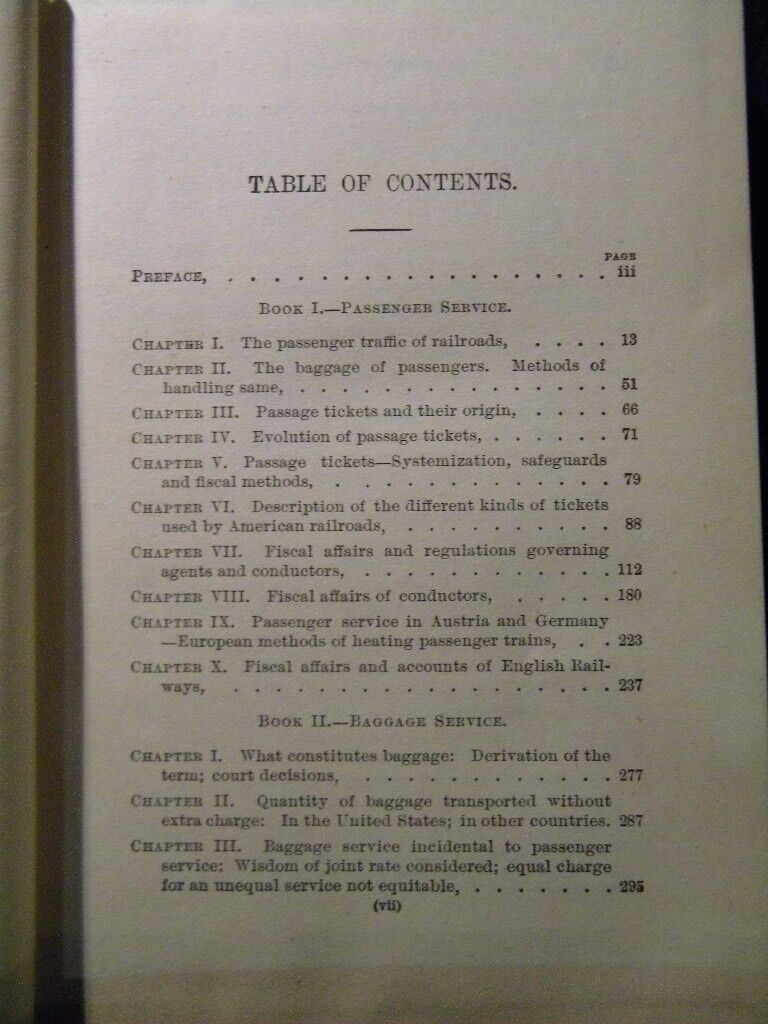 TABLE OF CONTENTS.
PAGE
PREFACE, . . . . . . . . . . . . . . . . . . iii
BOOK I.—PASSENGER SERVICE.
CHAPTER I. The passenger traffic of railroads, . . . . 13
CHAPTER II. The baggage of passengers. Methods of
handling same, . . . . . . . . . . . . . . . 51
CHAPTER III. Passage tickets and their origin, . . . . 66
CHAPTER IV. Evolution of passage tickets, . . . . . . 71
CHAPTER V. Passage tickets—Systemization, safeguards
and fiscal methods, . . . . . . . . . . . . . 79
CHAPTER VI. Description of the different kinds of tickets
used by American railroads, . . . . . . . . . . 88
CHAPTER VII. Fiscal affairs and regulations governing
agents and conductors, . . . . . . . . . . . . 112
CHAPTER VIII. Fiscal affairs of conductors, . . . . . 180
CHAPTER IX. Passenger service in Austria and Germany
—European methods of heating passenger trains, . . 223
CHAPTER X. Fiscal affairs and accounts of English Rail-
ways, . . . . . . . . . . . . . . . . . . 237
BOOK II.—BAGGAGE SERVICE.
CHAPTER I. What constitutes baggage: Derivation of the
term; court decisions, . . . . . . . . . . . . 277
CHAPTER II. Quantity of baggage transported without
extra charge: In the United States; in other countries. 287
CHAPTER III. Baggage service incidental to passenger
service: Wisdom of joint rate considered; equal charge
for an unequal service not equitable, . . . . . . . 295
(vii)